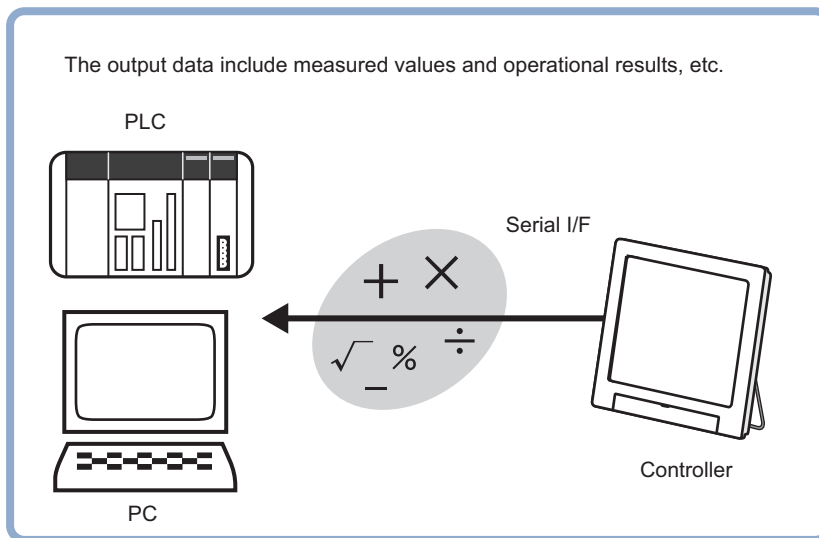 The output data include measured values and operational results, etc.
PLC
Serial I/F
+ ×
√ % ÷
−
Controller
PC